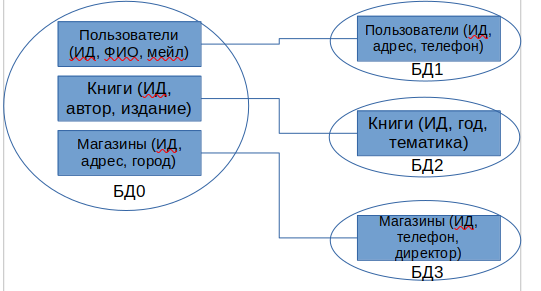 Пользователи
(ИД, ФИО, мейл)
Книги (ИД,
автор, издание)
Магазины (ИД,
адрес, город)
БД0
Пользователи (ИД,
адрес, телефон)
БД1
Книги (ИД, год,
тематика)
БД2
Магазины (ИД,
телефон,
директор)
БД3